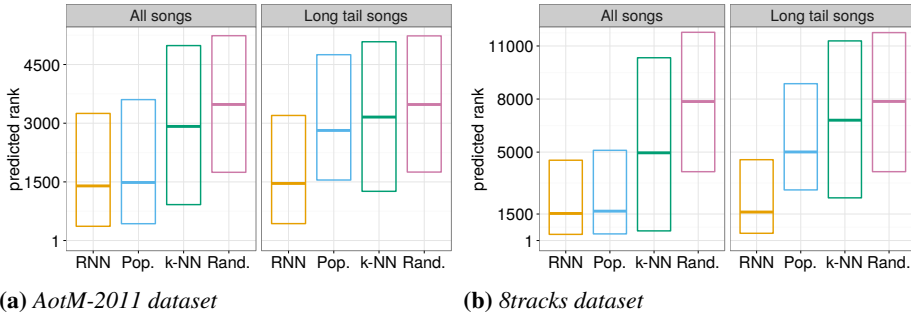 All songs
Long tail songs
predicted rank
4500
3000
1500
1
RNN Pop. k-NN Rand.
RNN Pop. k-NN Rand.
(a) AotM-2011 dataset
All songs
Long tail songs
predicted rank
11000
8000
5000
1500
1
RNN Pop. k-NN Rand.
RNN Pop. k-NN Rand.
(b) 8tracks dataset